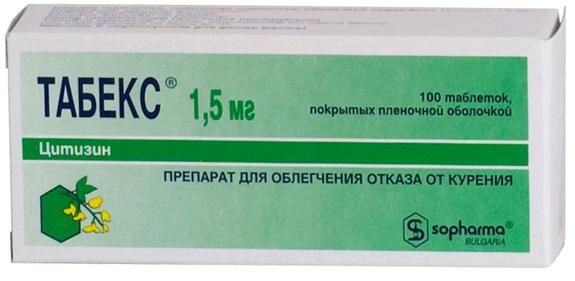 ТАБЕКС® 1,5 мг
100 таблеток,
покрытых пленочной оболочкой
Цитизин
ПРЕПАРАТ ДЛЯ ОБЛЕГЧЕНИЯ ОТКАЗА ОТ КУРЕНИЯ
sopharma®
BULGARIA